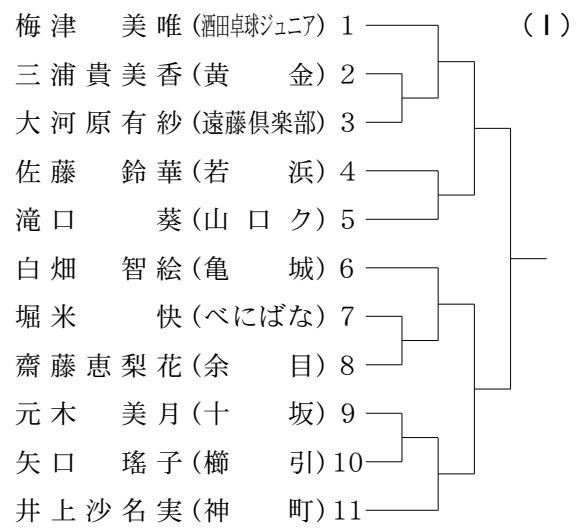 梅津 美唯(酒田卓球ジュニア) 1 (1)
三浦貴美香(黄 金) 2
大河原有紗(遠藤倶楽部) 3
佐藤 鈴華(若 浜) 4
滝口 葵(山 口 ク) 5
白畑 智絵(亀 城) 6
堀米 快(べにばな) 7
齋藤恵梨花(余 目) 8
元木 美月(十 坂) 9
矢口 瑤子(櫛 引) 10
井上沙名実(神 町) 11